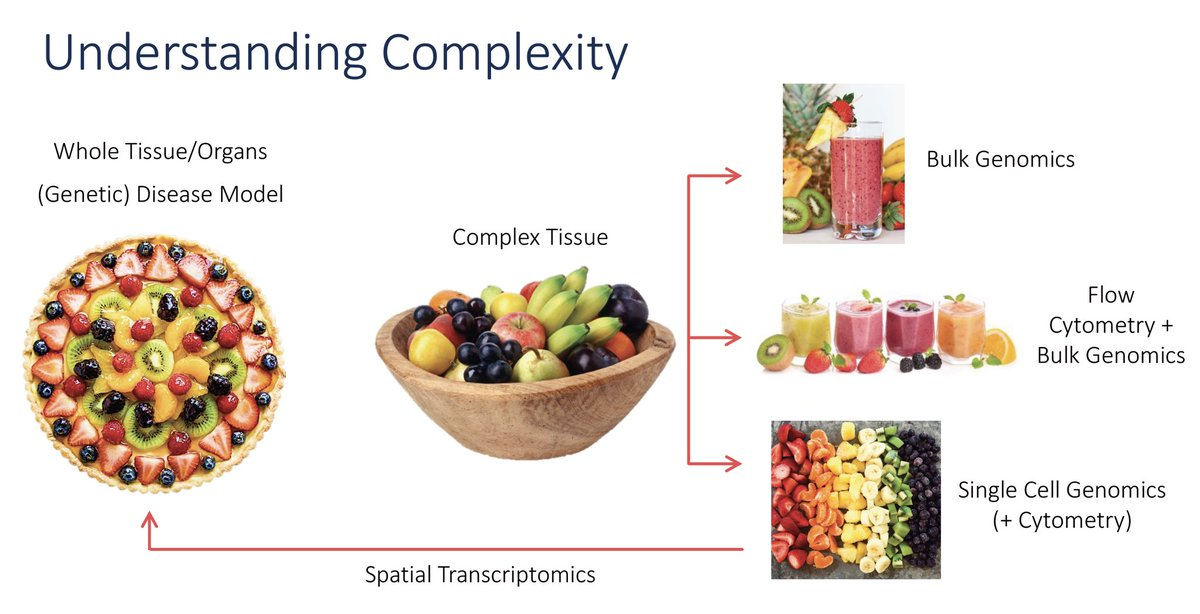 Understanding Complexity
Whole Tissue/Organs
(Genetic) Disease Model
Complex Tissue
Bulk Genomics
Flow
Cytometry +
Bulk Genomics
Single Cell Genomics
(+ Cytometry)
Spatial Transcriptomics